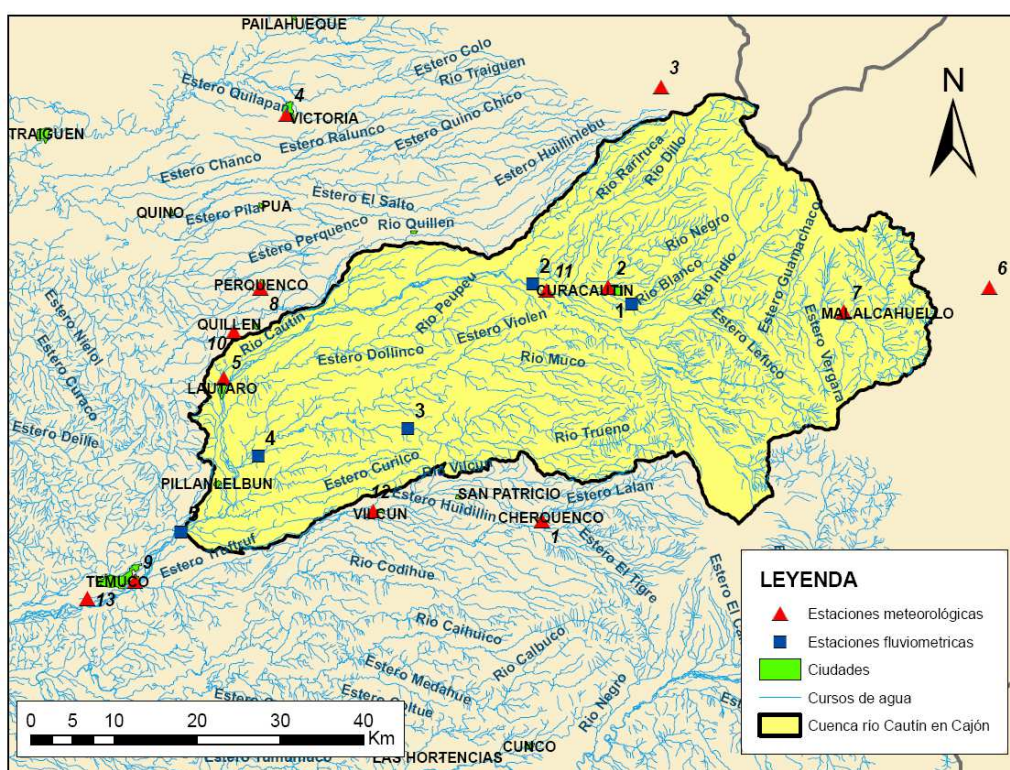 PAILAHUEQUE
Estero Colo
Río Traiguen
Estero Quilapan
3
4
VICTORIA
N
TRAIGUEN
Estero Quino Chico
Estero Ralunco
Estero Huillinlebu
Estero Chanco
Río Rariruca
Río Dillo
Estero El Salto
QUINO
Estero Pilai
PUA
Río Quillen
Estero Perquenco
Río Negro
Estero Guamachaco
PERQUENCO
8
2
11
2
6
CURACAUTIN
1
Río Blanco
Río Indio
7
MALALCAHUELLO
Río Peupeu
Estero Violen
QUILLEN
10
Río Cautín
Estero Dollinco
Río Muco
Estero Lefuco
Estero Vergara
Estero Nielol
Estero Curaco
5
LAUTARO
3
Estero Deille
4
Río Trueno
Estero Curilco
Río Vilcun
PILLANLELBUN
12
VILCUN
Estero Huidillin
SAN PATRICIO
Estero Lalan
CHERQUENCO
1
5
Estero Treftruf
9
TEMUCO
13
Río Codihue
Estero El Tigre
Río Calhuico
Río Calbuco
Estero Medahue
Río Negro
CUNCO
LAS HORTENCIAS
0 5 10 20 30 40
Km
LEYENDA
Estaciones meteorológicas
Estaciones fluviometricas
Ciudades
Cursos de agua
Cuenca río Cautín en Cajón